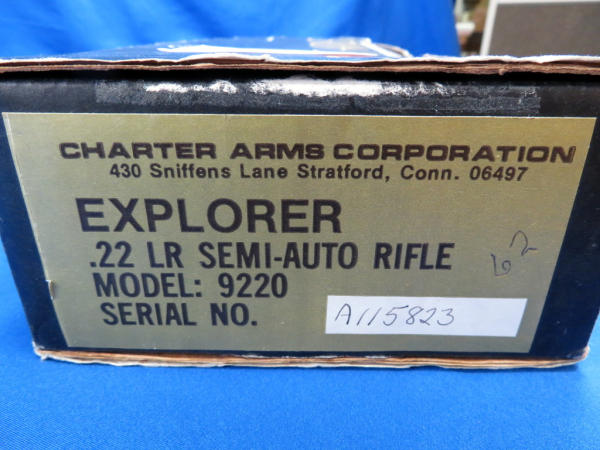 CHARTER ARMS CORPORATION
430 Sniffens Lane Stratford, Conn. 06497
EXPLORER
.22 LR SEMI-AUTO RIFLE
MODEL: 9220
SERIAL NO. A115823